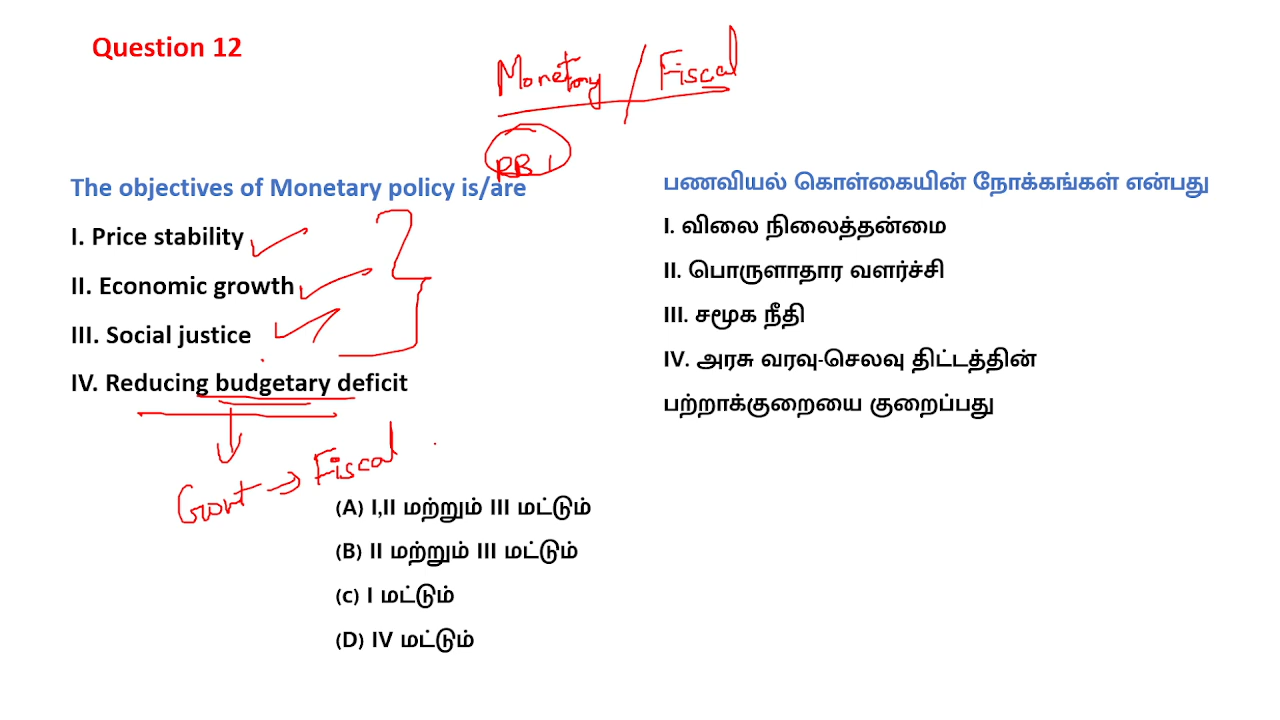 Question 12
Monetary / Fiscal
RBI
The objectives of Monetary policy is/are
I. Price stability
II. Economic growth
III. Social justice
IV. Reducing budgetary deficit
Govt → Fiscal
பணவியல் கொள்கையின் நோக்கங்கள் என்பது
I. விலை நிலைத்தன்மை
II. பொருளாதார வளர்ச்சி
III. சமூக நீதி
IV. அரசு வரவு-செலவு திட்டத்தின்
பற்றாக்குறையை குறைப்பது
(A) I,II மற்றும் III மட்டும்
(B) II மற்றும் III மட்டும்
(c) I மட்டும்
(D) IV மட்டும்